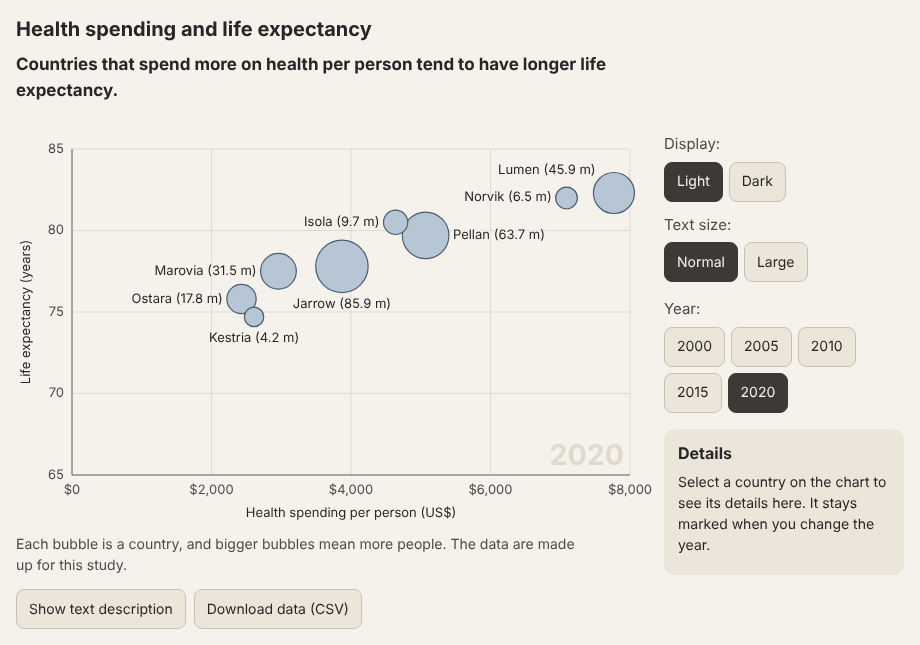 Health spending and life expectancy
Countries that spend more on health per person tend to have longer life
expectancy.
85
80
75
70
65
Life expectancy (years)
Lumen (45.9 m)
Norvik (6.5 m)
Isola (9.7 m)
Pellan (63.7 m)
Marovia (31.5 m)
Ostara (17.8 m)
Jarrow (85.9 m)
Kestria (4.2 m)
2020
$0
$2,000
$4,000
$6,000
$8,000
Health spending per person (US$)
Each bubble is a country, and bigger bubbles mean more people. The data are made
up for this study.
Show text description
Download data (CSV)
Display:
Light
Dark
Text size:
Normal
Large
Year:
2000
2005
2010
2015
2020
Details
Select a country on the chart to
see its details here. It stays
marked when you change the
year.